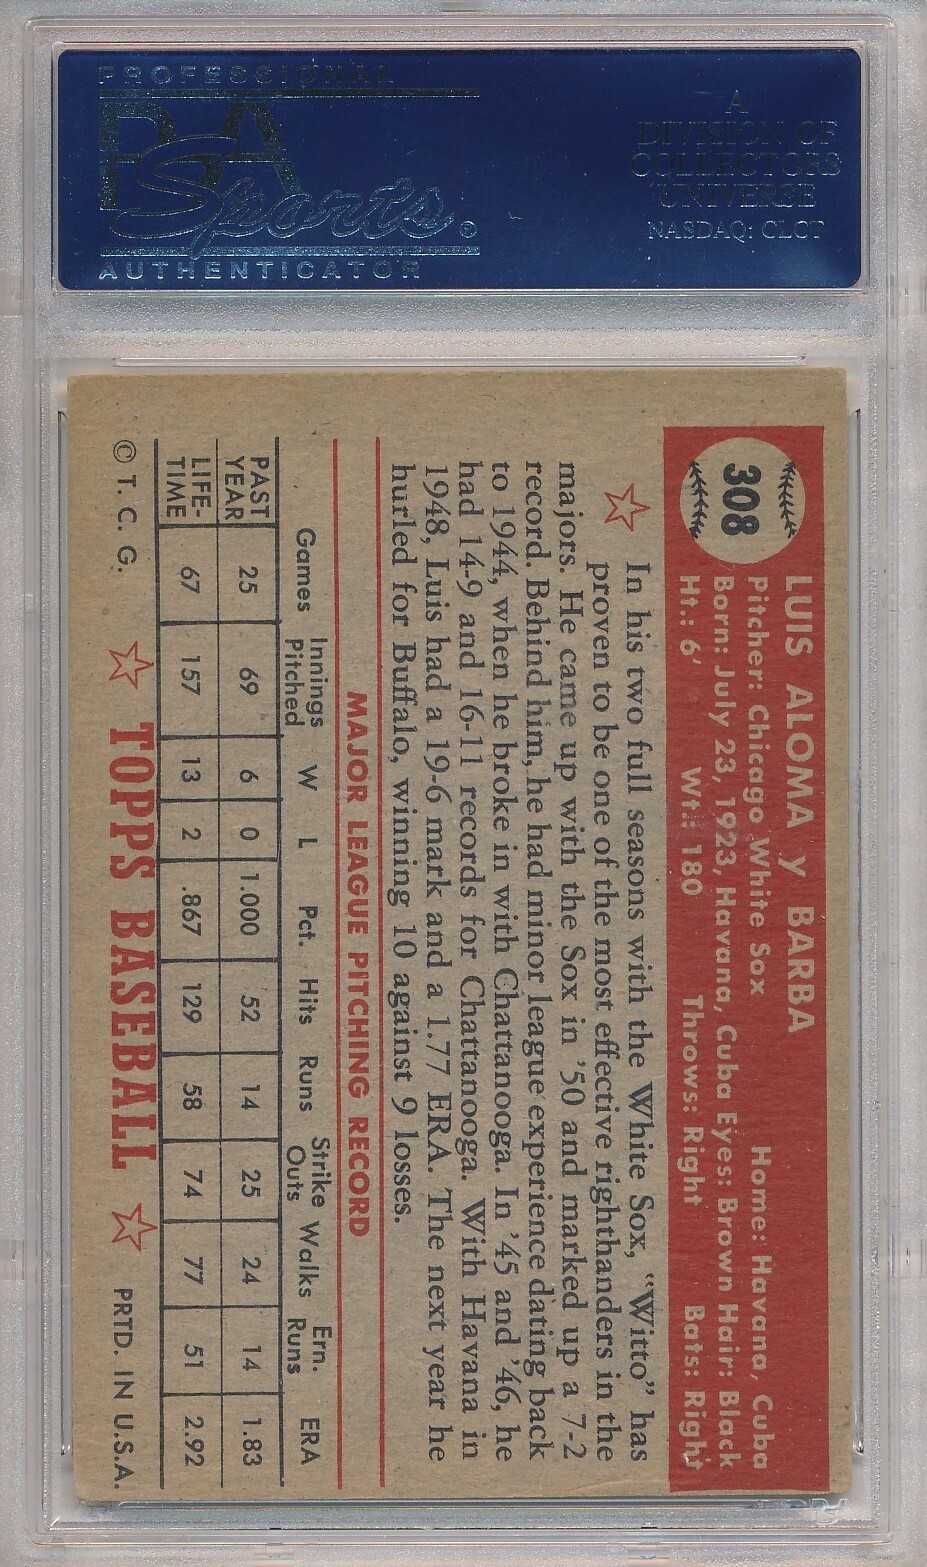 PROFESSIONAL
PSA
Sports®
AUTHENTICATOR
A
DIVISION OF
COLLECTORS
UNIVERSE
NASDAQ: CLCT
308
LUIS ALOMA y BARBA
Pitcher: Chicago White Sox Home: Havana, Cuba
Born: July 23, 1923, Havana, Cuba Eyes: Brown Hair: Black
Ht.: 6' Wt.: 180 Throws: Right Bats: Right
In his two full seasons with the White Sox, "Witto" has
proven to be one of the most effective righthanders in the
majors. He came up with the Sox in '50 and marked up a 7-2
record. Behind him, he had minor league experience dating back
to 1944, when he broke in with Chattanooga. In '45 and '46, he
had 14-9 and 16-11 records for Chattanooga. With Havana in
1948, Luis had a 19-6 mark and a 1.77 ERA. The next year he
hurled for Buffalo, winning 10 against 9 losses.
MAJOR LEAGUE PITCHING RECORD
Games Innings Pitched W L Pct. Hits Runs Strike Outs Walks Ern. Runs ERA
PAST YEAR 25 69 6 0 1.000 52 14 25 24 14 1.83
LIFE-TIME 67 157 13 2 .867 129 58 74 77 51 2.92
© T. C. G. TOPPS BASEBALL PRTD. IN U.S.A.